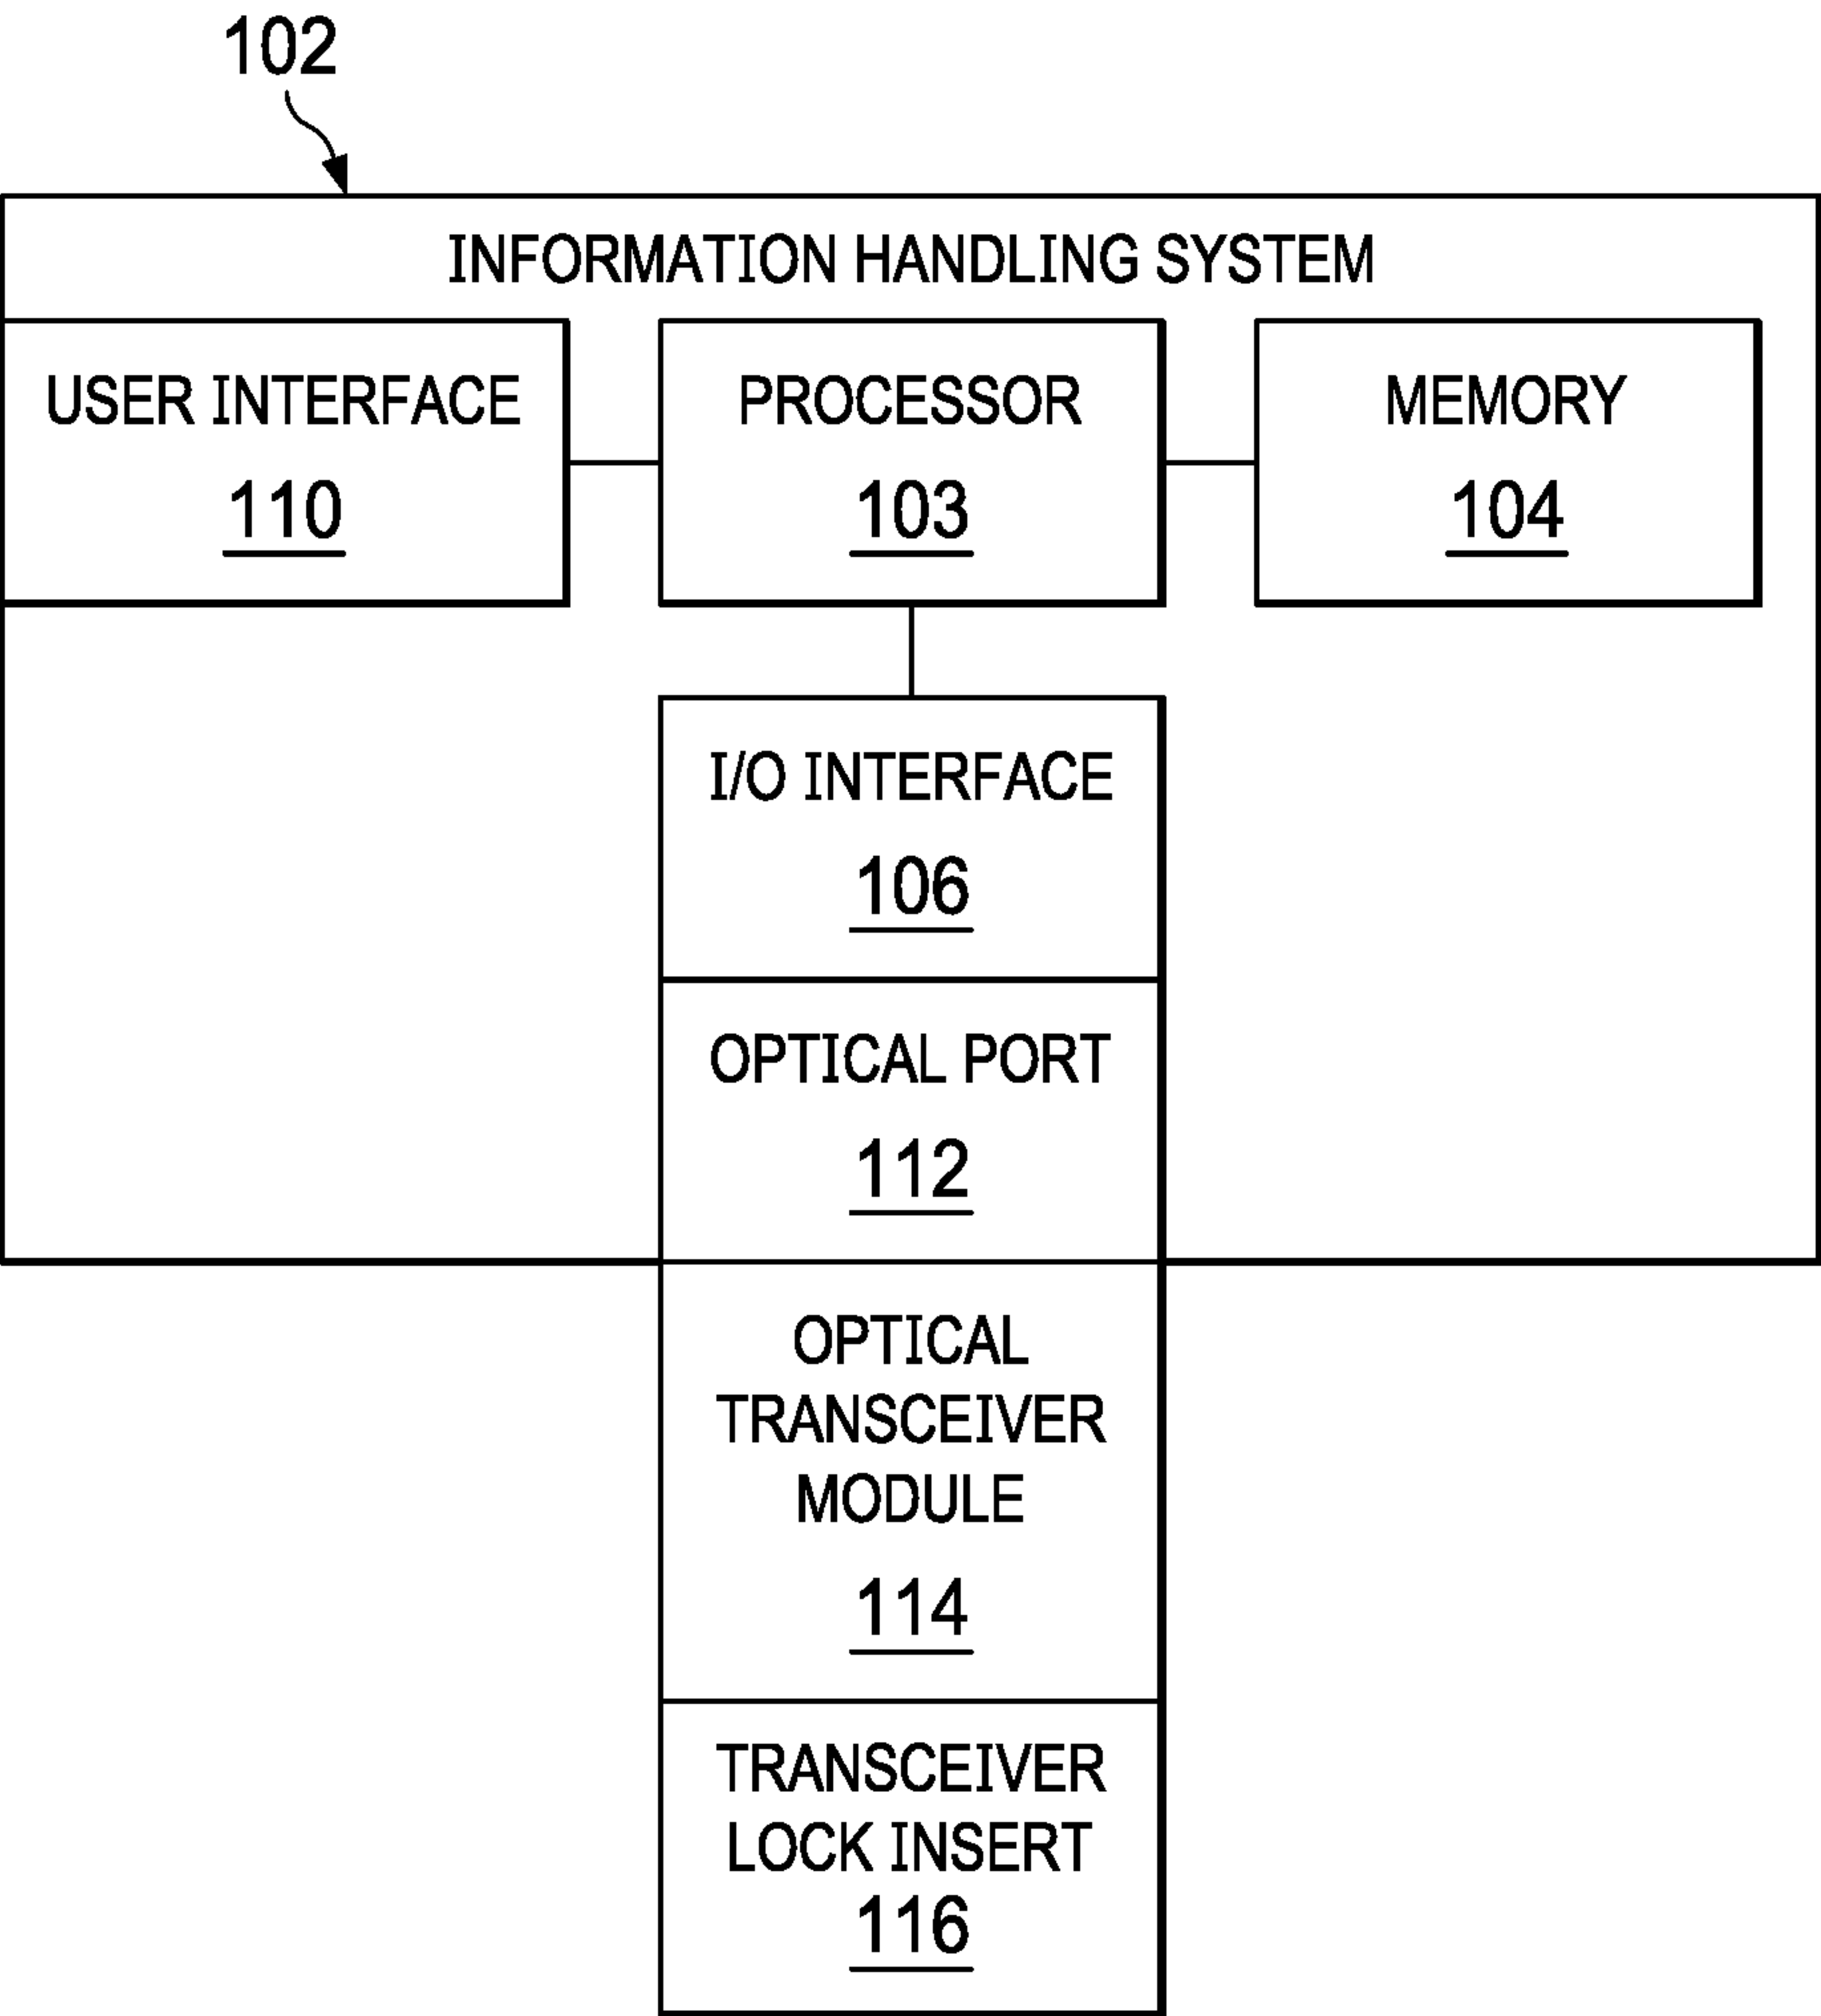 102
INFORMATION HANDLING SYSTEM
USER INTERFACE
110
PROCESSOR
103
MEMORY
104
I/O INTERFACE
106
OPTICAL PORT
112
OPTICAL
TRANSCEIVER
MODULE
114
TRANSCEIVER
LOCK INSERT
116